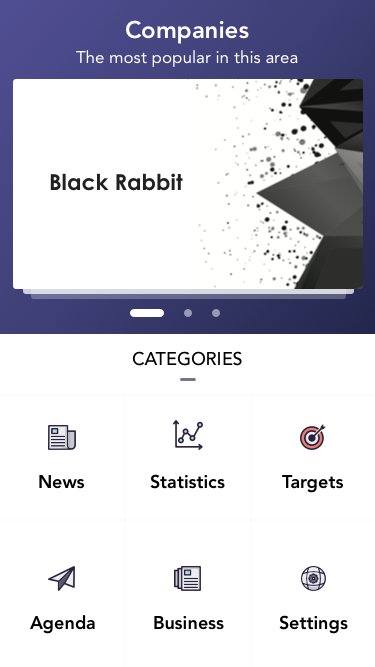 Companies
The most popular in this area
Black Rabbit
CATEGORIES
News
Statistics
Targets
Agenda
Business
Settings